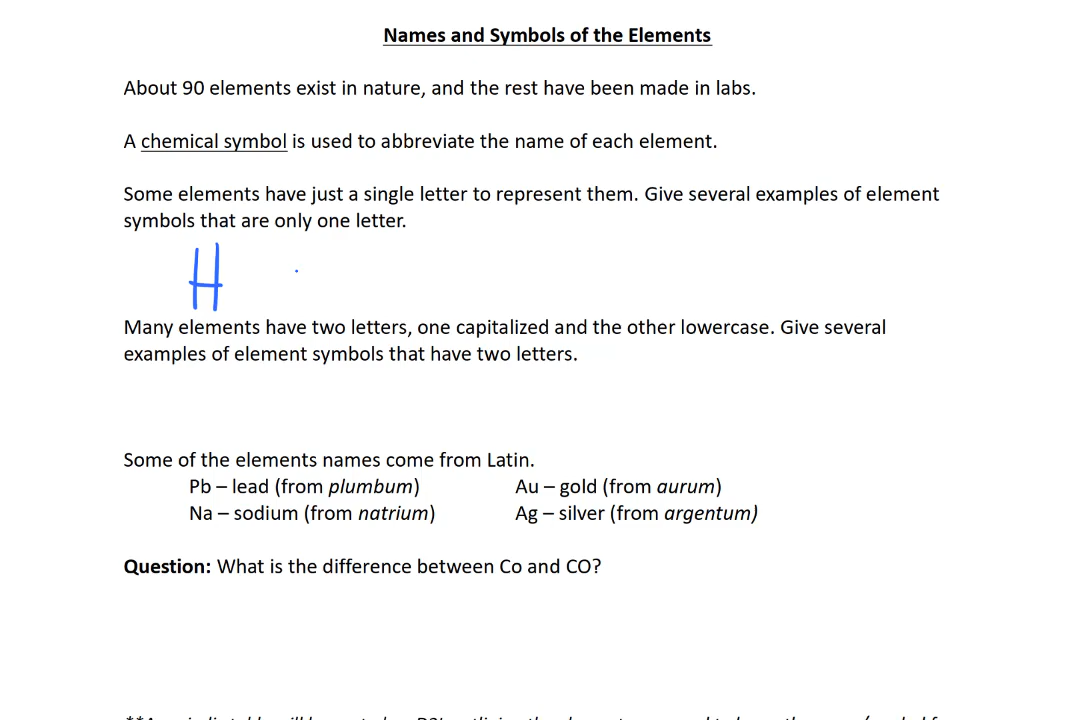 Names and Symbols of the Elements
About 90 elements exist in nature, and the rest have been made in labs.
A chemical symbol is used to abbreviate the name of each element.
Some elements have just a single letter to represent them. Give several examples of element
symbols that are only one letter.
H
Many elements have two letters, one capitalized and the other lowercase. Give several
examples of element symbols that have two letters.
Some of the elements names come from Latin.
Pb – lead (from plumbum) Au – gold (from aurum)
Na – sodium (from natrium) Ag – silver (from argentum)
Question: What is the difference between Co and CO?